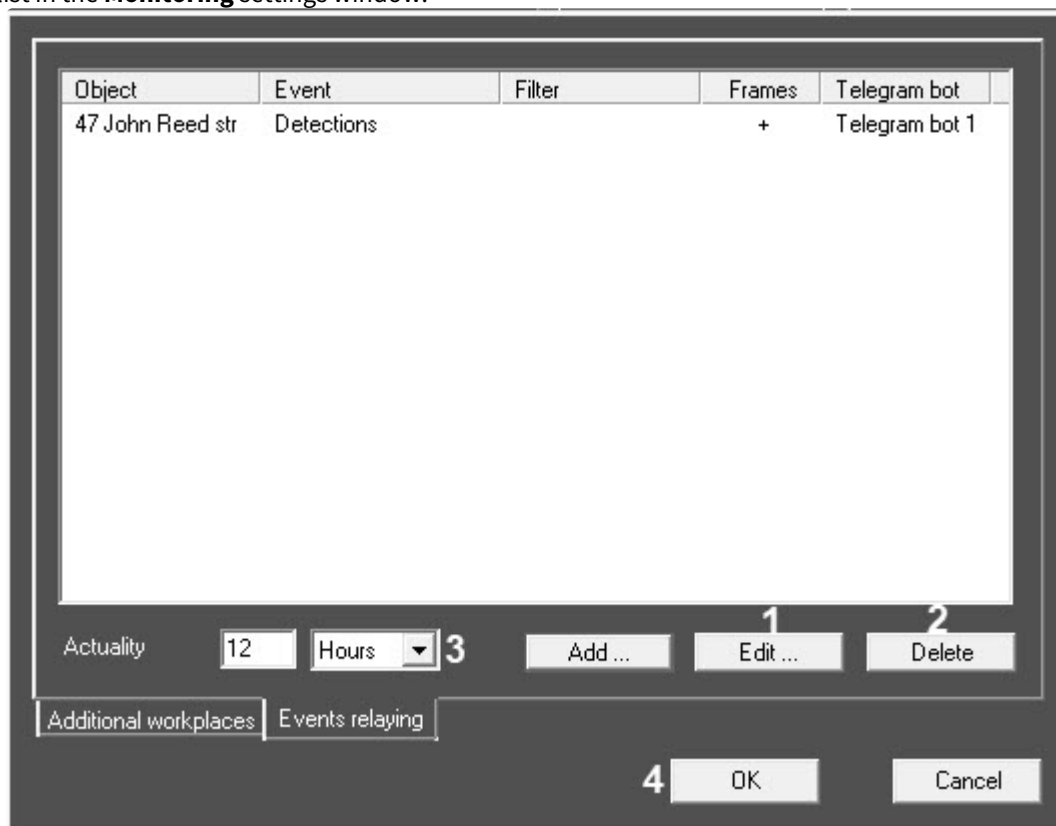 list in the Monitoring settings window.
Object Event Filter Frames Telegram bot
47 John Reed str Detections + Telegram bot 1
Actuality 12 Hours 3 Add ... 1 Edit ... 2 Delete
Additional workplaces Events relaying
4 OK Cancel